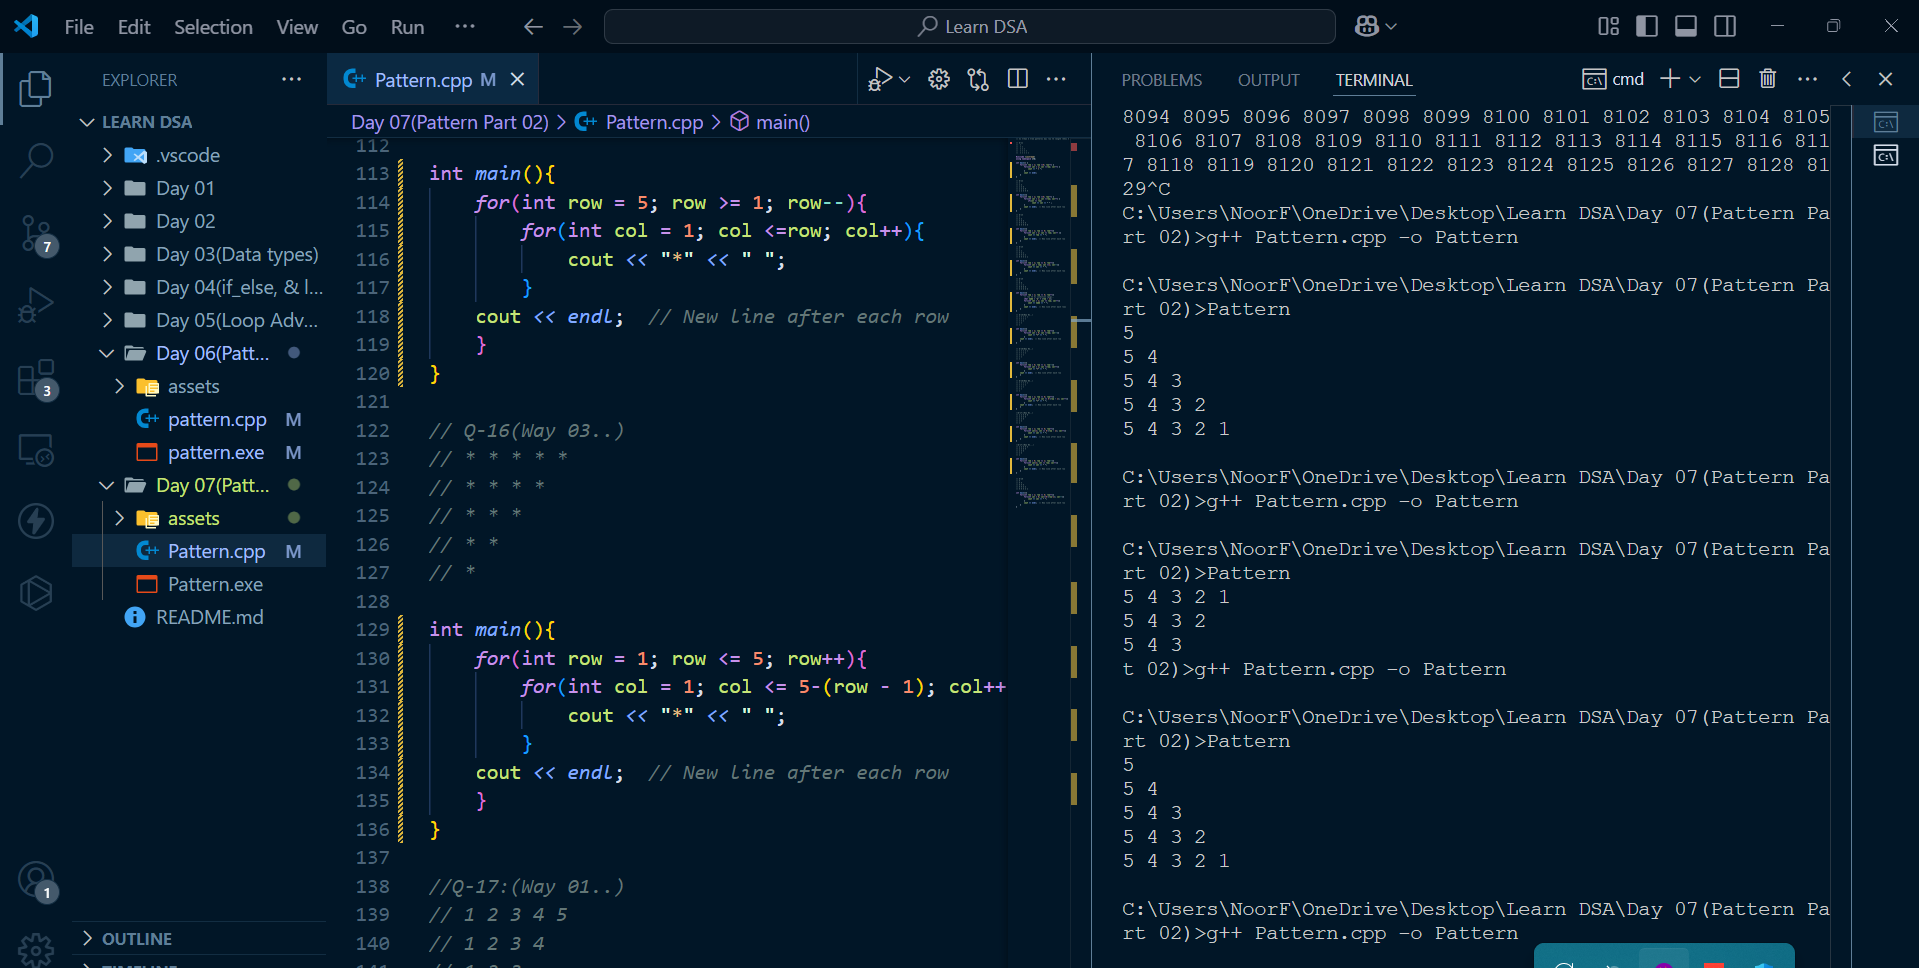 File Edit Selection View Go Run ··· Learn DSA
EXPLORER ···
LEARN DSA
.vscode
Day 01
Day 02
Day 03(Data types)
Day 04(if_else, & l...
Day 05(Loop Adv...
Day 06(Patt...
assets
pattern.cpp M
pattern.exe M
Day 07(Patt...
assets
Pattern.cpp M
Pattern.exe
README.md
OUTLINE
TIMELINE
7
3
1
Pattern.cpp M
Day 07(Pattern Part 02) > Pattern.cpp > main()
112
113 int main(){
114 for(int row = 5; row >= 1; row--){
115 for(int col = 1; col <=row; col++){
116 cout << "*" << " ";
117 }
118 cout << endl; // New line after each row
119 }
120 }
121
122 // Q-16(Way 03..)
123 // * * * * *
124 // * * * *
125 // * * *
126 // * *
127 // *
128
129 int main(){
130 for(int row = 1; row <= 5; row++){
131 for(int col = 1; col <= 5-(row - 1); col++
132 cout << "*" << " ";
133 }
134 cout << endl; // New line after each row
135 }
136 }
137
138 //Q-17:(Way 01..)
139 // 1 2 3 4 5
140 // 1 2 3 4
PROBLEMS OUTPUT TERMINAL cmd
8094 8095 8096 8097 8098 8099 8100 8101 8102 8103 8104 8105
8106 8107 8108 8109 8110 8111 8112 8113 8114 8115 8116 811
7 8118 8119 8120 8121 8122 8123 8124 8125 8126 8127 8128 81
29^C
C:\Users\NoorF\OneDrive\Desktop\Learn DSA\Day 07(Pattern Pa
rt 02)>g++ Pattern.cpp -o Pattern
C:\Users\NoorF\OneDrive\Desktop\Learn DSA\Day 07(Pattern Pa
rt 02)>Pattern
5
5 4
5 4 3
5 4 3 2
5 4 3 2 1
C:\Users\NoorF\OneDrive\Desktop\Learn DSA\Day 07(Pattern Pa
rt 02)>g++ Pattern.cpp -o Pattern
C:\Users\NoorF\OneDrive\Desktop\Learn DSA\Day 07(Pattern Pa
rt 02)>Pattern
5 4 3 2 1
5 4 3 2
5 4 3
t 02)>g++ Pattern.cpp -o Pattern
C:\Users\NoorF\OneDrive\Desktop\Learn DSA\Day 07(Pattern Pa
rt 02)>Pattern
5
5 4
5 4 3
5 4 3 2
5 4 3 2 1
C:\Users\NoorF\OneDrive\Desktop\Learn DSA\Day 07(Pattern Pa
rt 02)>g++ Pattern.cpp -o Pattern